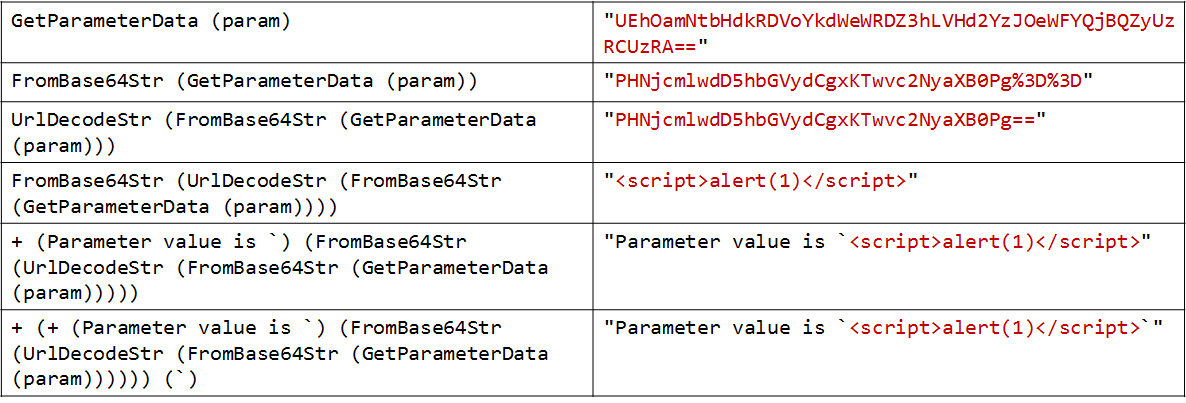 GetParameterData (param)
"UEhOamNtbHdkRDVoYkdWeWRDZ3hLVHd2YzJOeWFYQjBQZyUz
RCUzRA=="
FromBase64Str (GetParameterData (param))
"PHNjcmlwdD5hbGVydCgxKTwvc2NyaXB0Pg%3D%3D"
UrlDecodeStr (FromBase64Str (GetParameterData
(param)))
"PHNjcmlwdD5hbGVydCgxKTwvc2NyaXB0Pg=="
FromBase64Str (UrlDecodeStr (FromBase64Str
(GetParameterData (param))))
"<script>alert(1)</script>"
+ (Parameter value is `) (FromBase64Str
(UrlDecodeStr (FromBase64Str (GetParameterData
(param)))))
"Parameter value is `<script>alert(1)</script>"
+ (+ (Parameter value is `) (FromBase64Str
(UrlDecodeStr (FromBase64Str (GetParameterData
(param)))))) (`)
"Parameter value is `<script>alert(1)</script>`"